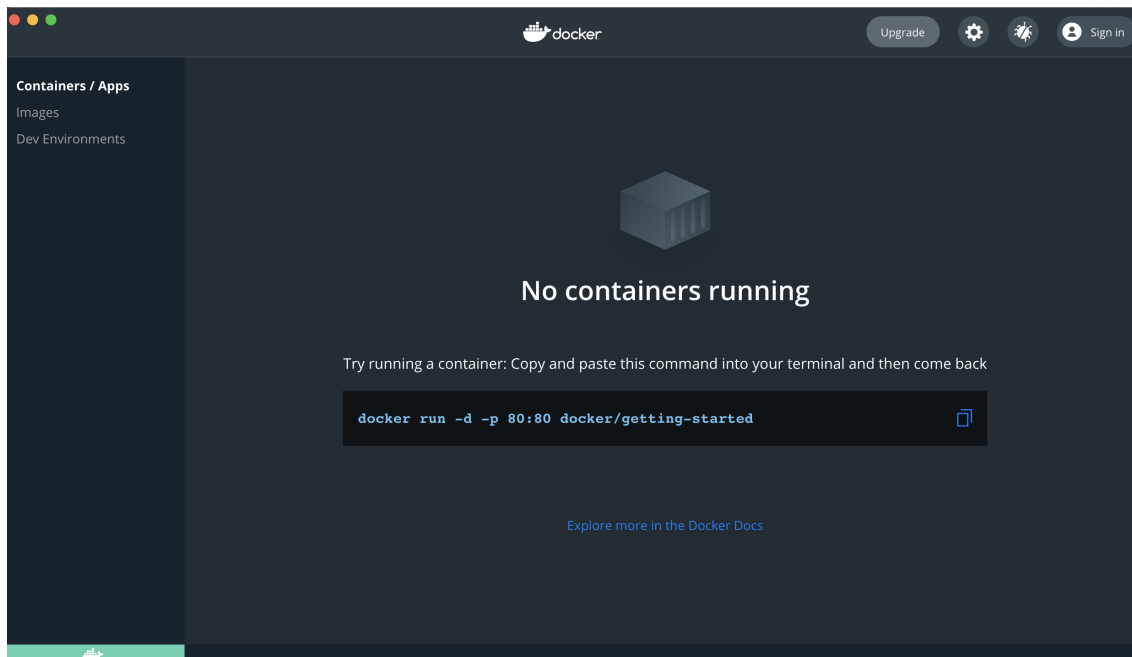 docker
Upgrade
Sign in
Containers / Apps
Images
Dev Environments
No containers running
Try running a container: Copy and paste this command into your terminal and then come back
docker run -d -p 80:80 docker/getting-started
Explore more in the Docker Docs